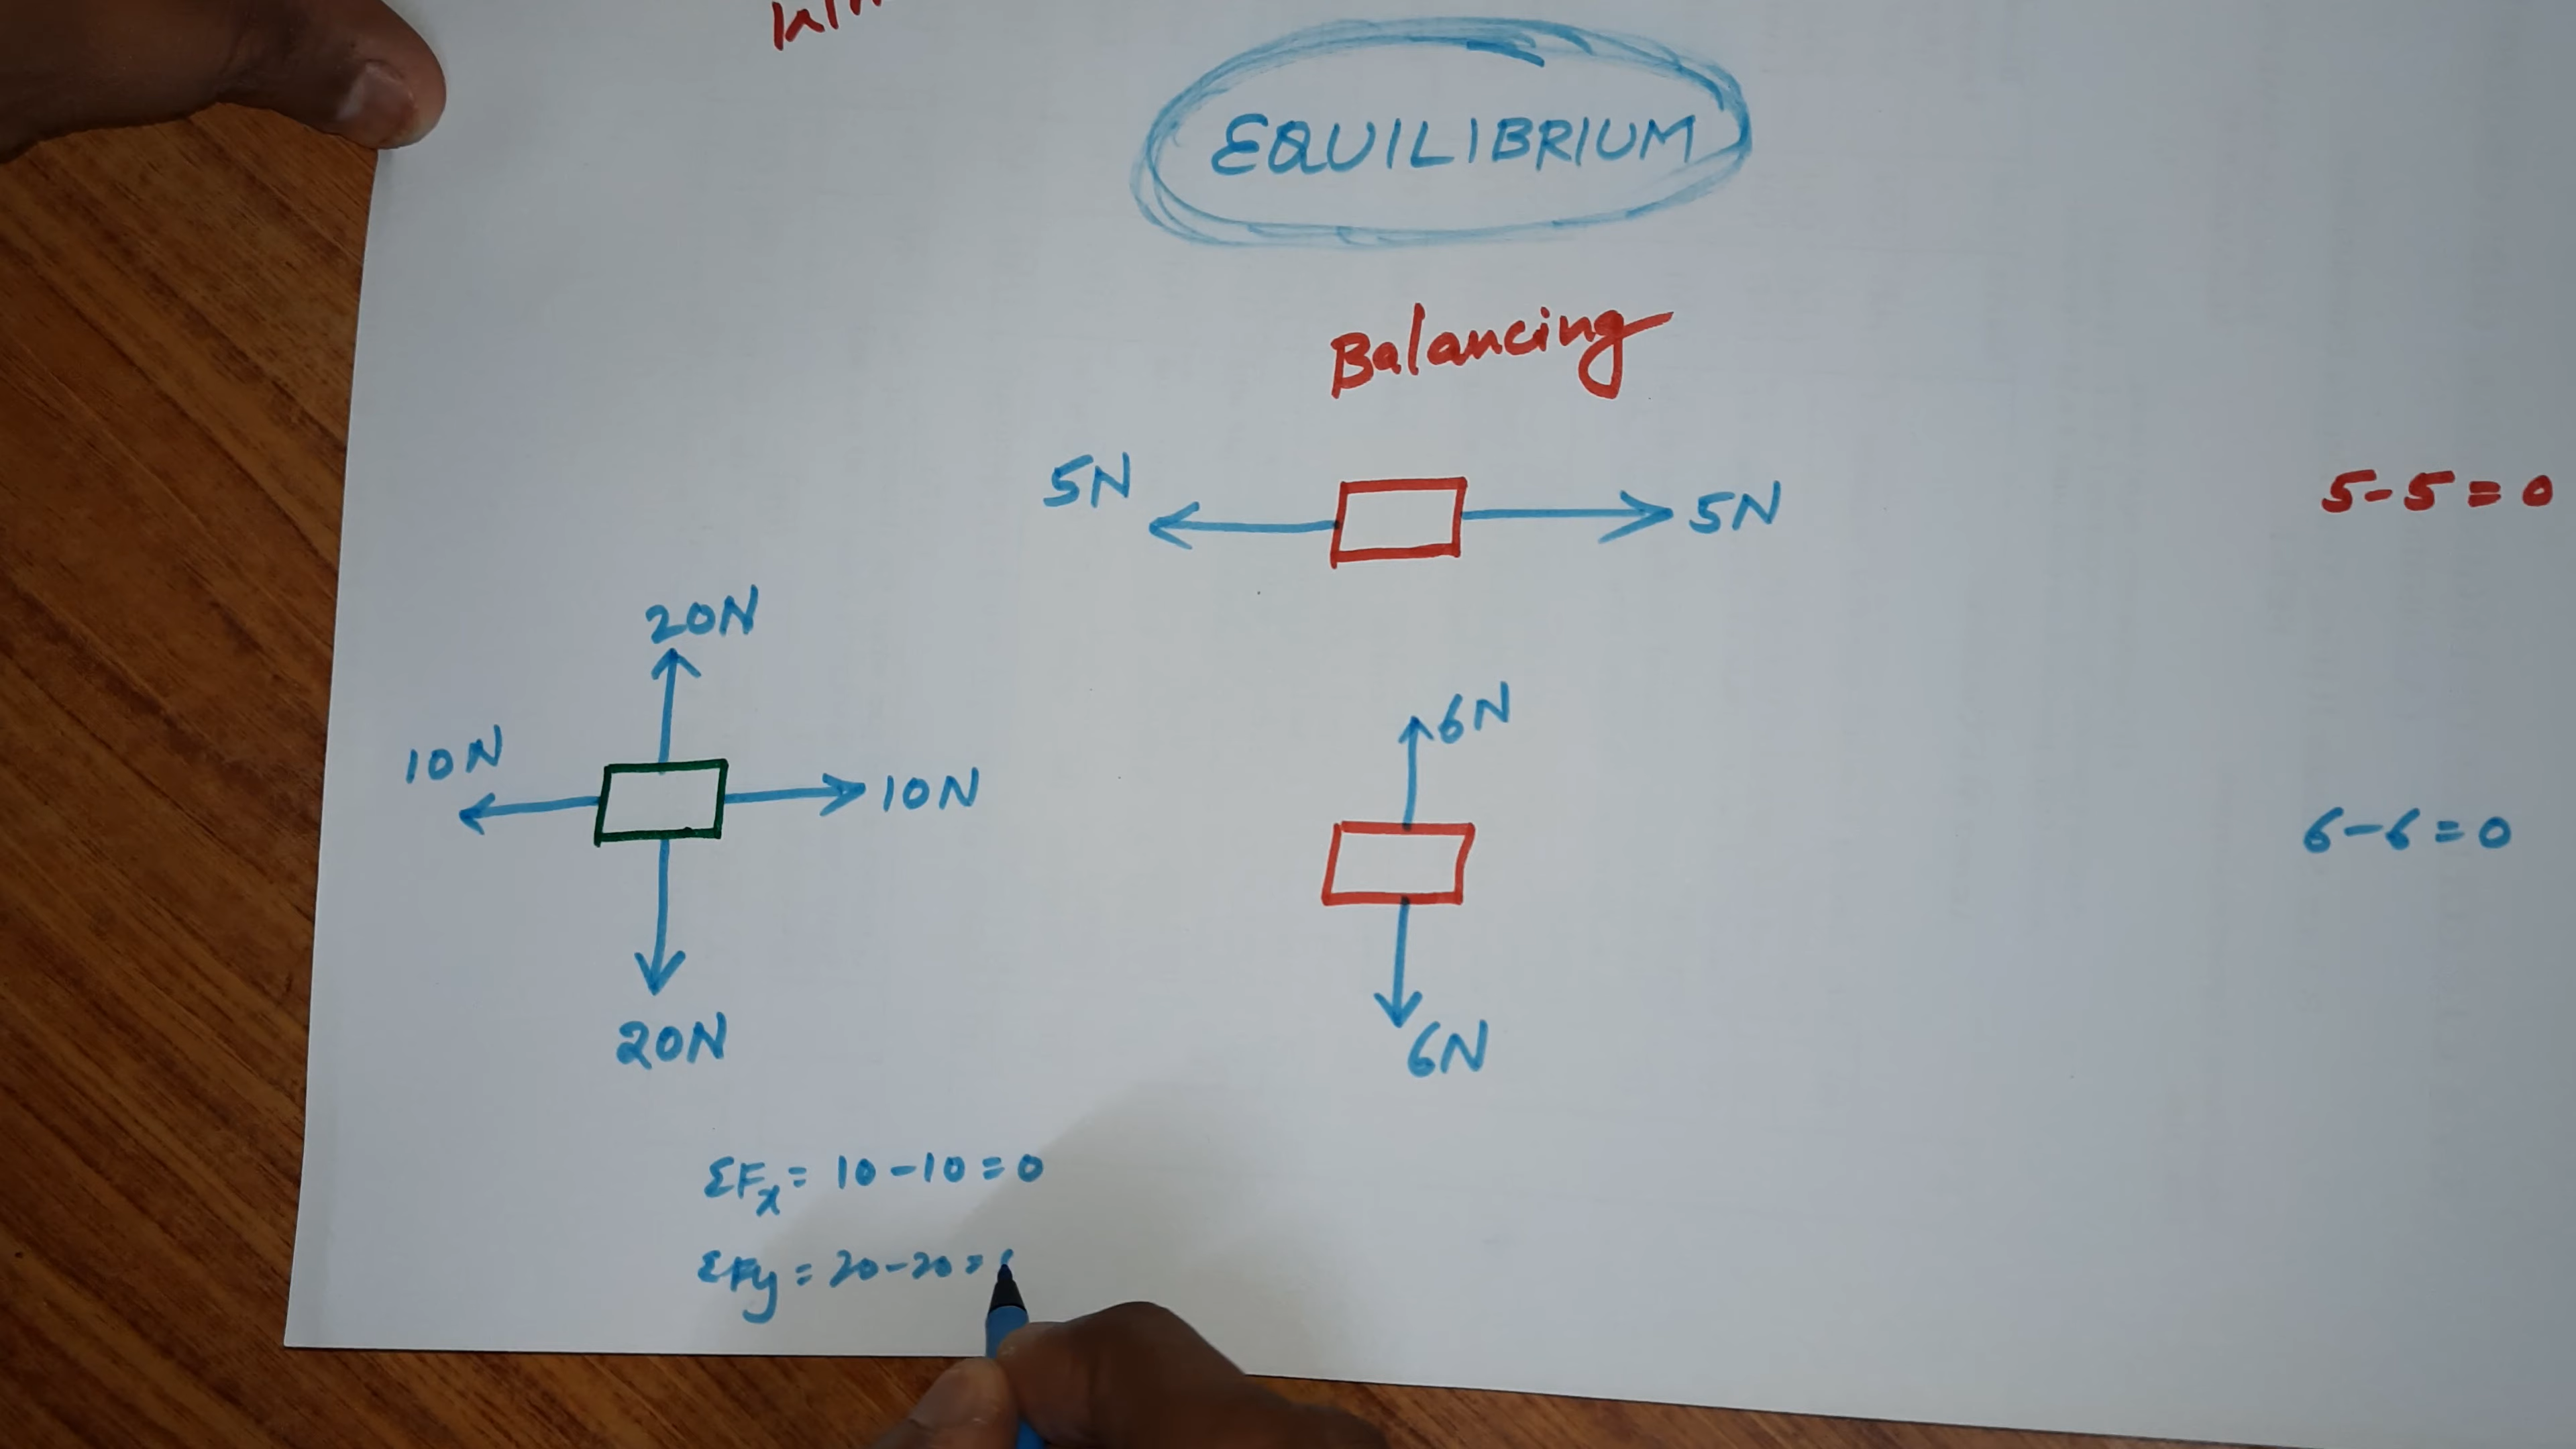 EQUILIBRIUM
Balancing
5N
5N
5-5=0
20N
10N
10N
20N
6N
6N
6-6=0
ΣFx = 10-10=0
ΣFy = 20-20=